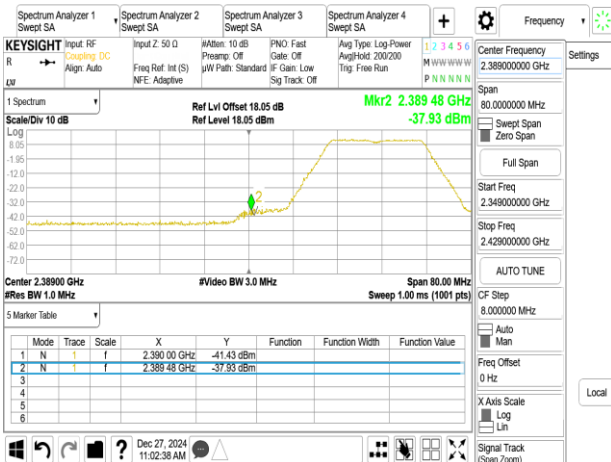 Spectrum Analyzer 1
Swept SA
Spectrum Analyzer 2
Swept SA
Spectrum Analyzer 3
Swept SA
Spectrum Analyzer 4
Swept SA
+
Frequency
Settings
KEYSIGHT
R
Input: RF
Coupling: DC
Align: Auto
Input Z: 50 Ω
Freq Ref: Int (S)
NFE: Adaptive
#Atten: 10 dB
Preamp: Off
µW Path: Standard
PNO: Fast
Gate: Off
IF Gain: Low
Sig Track: Off
Avg Type: Log-Power
Avg|Hold: 200/200
Trig: Free Run
1 2 3 4 5 6
M W W W W W
P N N N N N
1 Spectrum
Scale/Div 10 dB
Ref Lvl Offset 18.05 dB
Ref Level 18.05 dBm
Mkr2 2.389 48 GHz
-37.93 dBm
Log
8.05
-1.95
-12.0
-22.0
-32.0
-42.0
-52.0
-62.0
-72.0
2
Center 2.38900 GHz
#Res BW 1.0 MHz
#Video BW 3.0 MHz
Span 80.00 MHz
Sweep 1.00 ms (1001 pts)
5 Marker Table
Mode Trace Scale X Y Function Function Width Function Value
1 N 1 f 2.390 00 GHz -41.43 dBm
2 N 1 f 2.389 48 GHz -37.93 dBm
3
4
5
6
Center Frequency
2.389000000 GHz
Span
80.0000000 MHz
Swept Span
Zero Span
Full Span
Start Freq
2.349000000 GHz
Stop Freq
2.429000000 GHz
AUTO TUNE
CF Step
8.000000 MHz
Auto
Man
Freq Offset
0 Hz
X Axis Scale
Log
Lin
Signal Track
(Span Zoom)
Local
?
Dec 27, 2024
11:02:38 AM